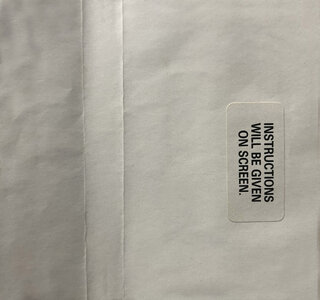 INSTRUCTIONS
WILL BE GIVEN
ON SCREEN.